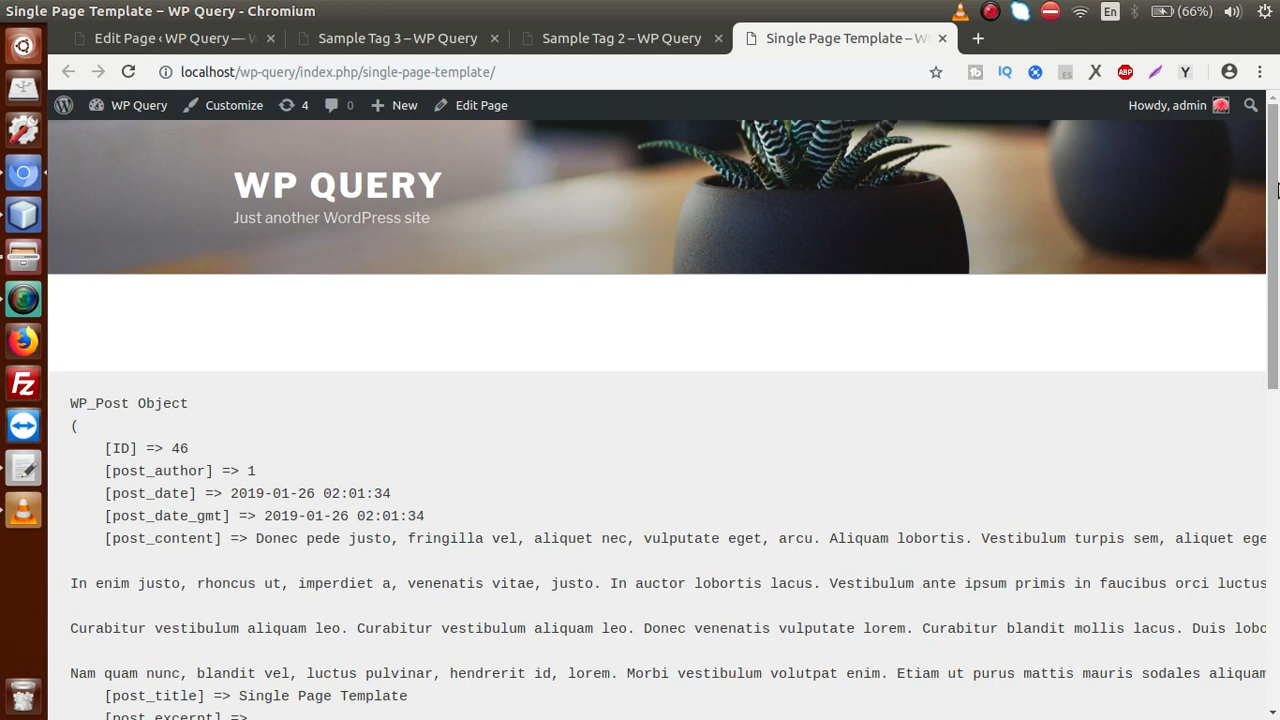 Single Page Template – WP Query - Chromium
En
(66%)
Edit Page ‹ WP Query — W
Sample Tag 3 – WP Query
Sample Tag 2 – WP Query
Single Page Template – W
localhost/wp-query/index.php/single-page-template/
IQ
ES
X
ABP
Y
WP Query
Customize
4
0
New
Edit Page
Howdy, admin
WP QUERY
Just another WordPress site
WP_Post Object
(
[ID] => 46
[post_author] => 1
[post_date] => 2019-01-26 02:01:34
[post_date_gmt] => 2019-01-26 02:01:34
[post_content] => Donec pede justo, fringilla vel, aliquet nec, vulputate eget, arcu. Aliquam lobortis. Vestibulum turpis sem, aliquet ege
In enim justo, rhoncus ut, imperdiet a, venenatis vitae, justo. In auctor lobortis lacus. Vestibulum ante ipsum primis in faucibus orci luctus
Curabitur vestibulum aliquam leo. Curabitur vestibulum aliquam leo. Donec venenatis vulputate lorem. Curabitur blandit mollis lacus. Duis lobo
Nam quam nunc, blandit vel, luctus pulvinar, hendrerit id, lorem. Morbi vestibulum volutpat enim. Etiam ut purus mattis mauris sodales aliquam
[post_title] => Single Page Template
[post_excerpt] =>